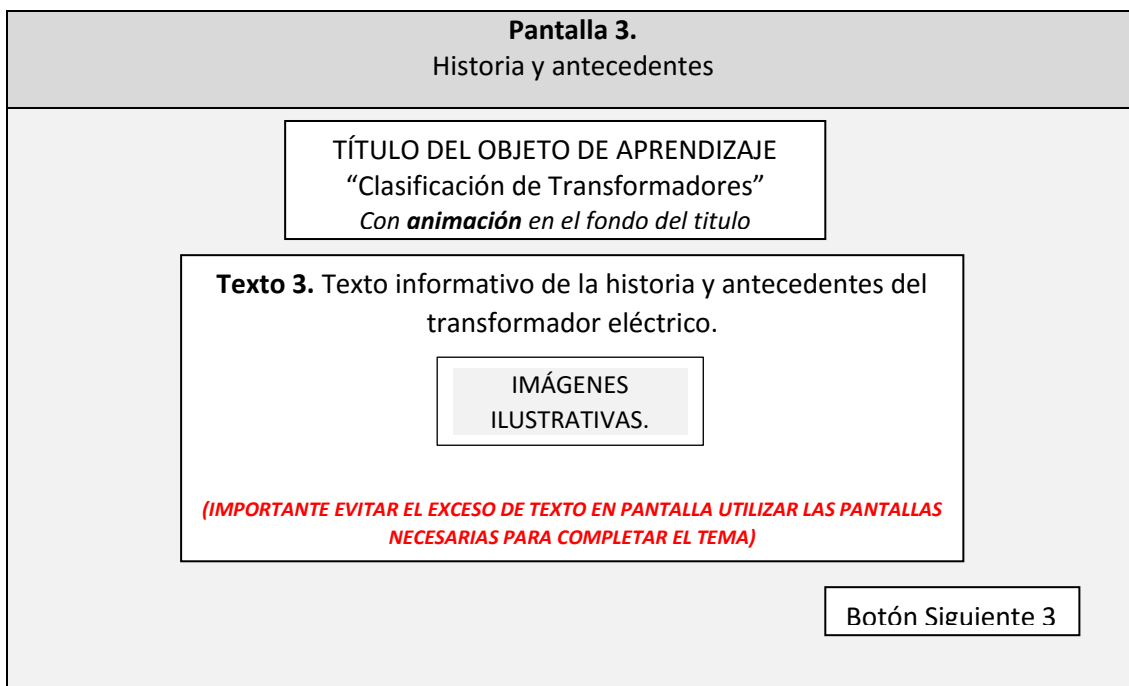 Pantalla 3.
Historia y antecedentes
TÍTULO DEL OBJETO DE APRENDIZAJE
“Clasificación de Transformadores”
Con animación en el fondo del titulo
Texto 3. Texto informativo de la historia y antecedentes del
transformador eléctrico.
IMÁGENES
ILUSTRATIVAS.
(IMPORTANTE EVITAR EL EXCESO DE TEXTO EN PANTALLA UTILIZAR LAS PANTALLAS
NECESARIAS PARA COMPLETAR EL TEMA)
Botón Siguiente 3